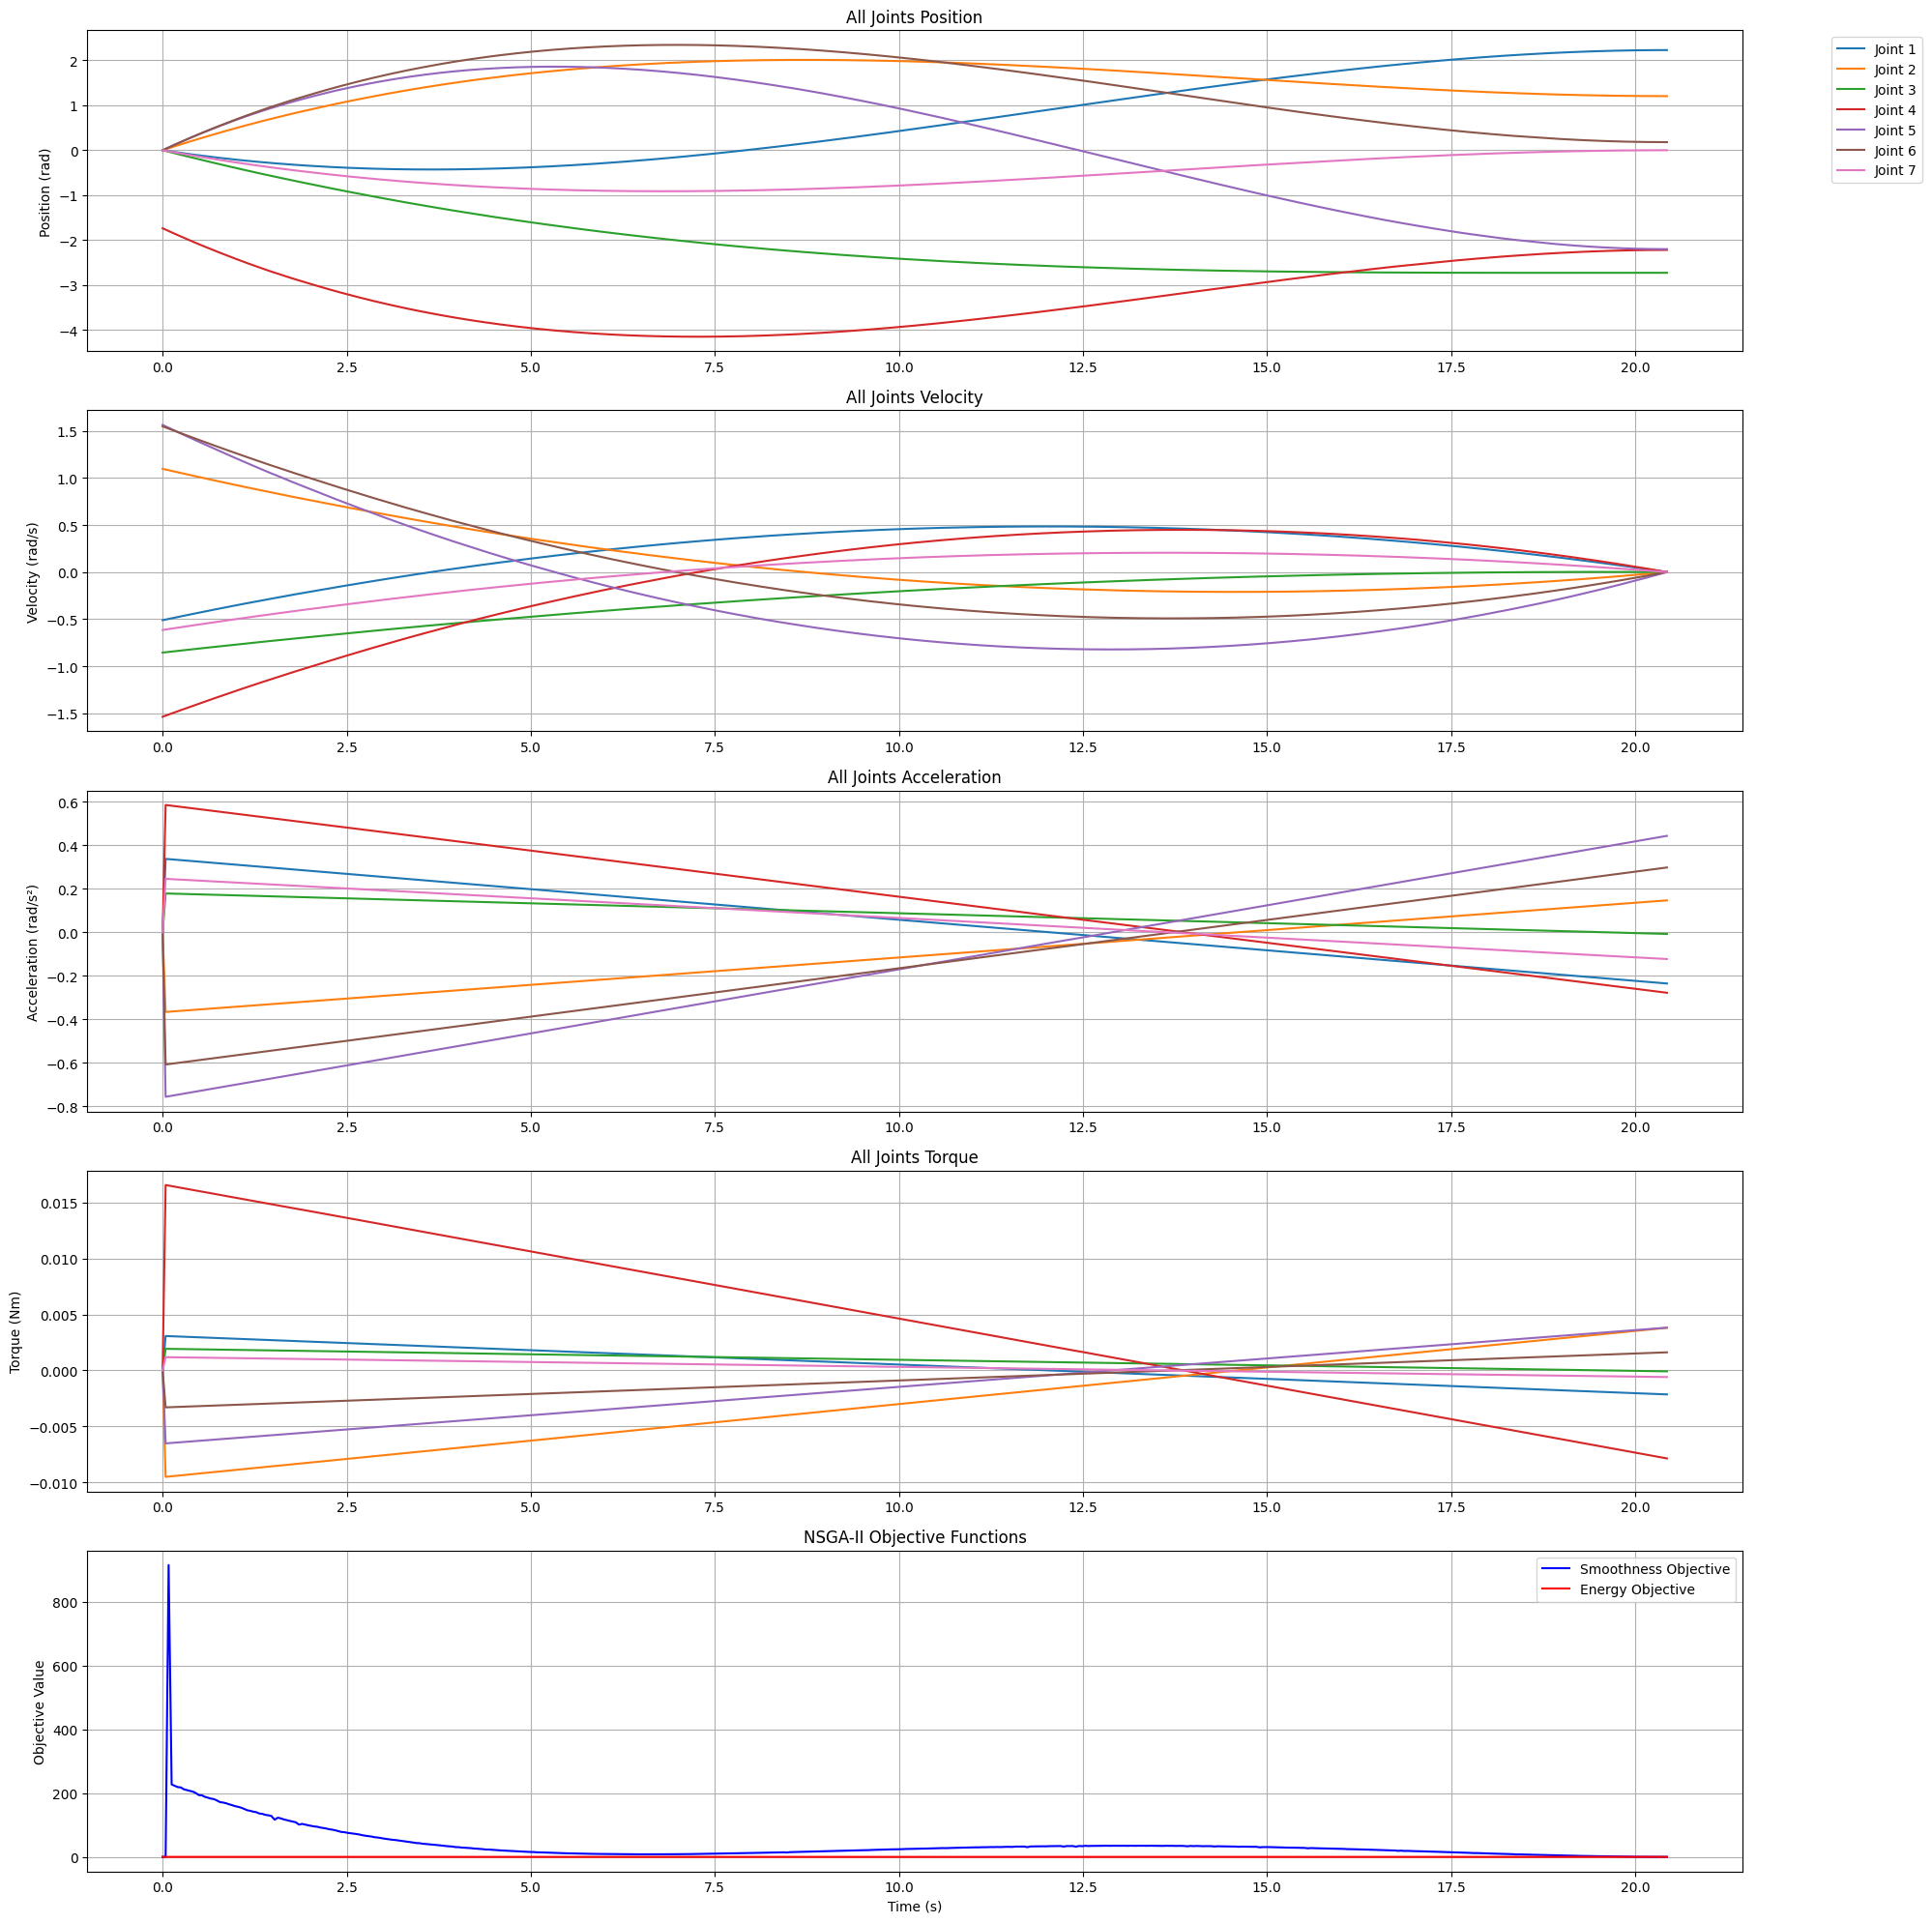 All Joints Position
Position (rad)
2
1
0
−1
−2
−3
−4
0.0 2.5 5.0 7.5 10.0 12.5 15.0 17.5 20.0
Joint 1
Joint 2
Joint 3
Joint 4
Joint 5
Joint 6
Joint 7
All Joints Velocity
Velocity (rad/s)
1.5
1.0
0.5
0.0
−0.5
−1.0
−1.5
0.0 2.5 5.0 7.5 10.0 12.5 15.0 17.5 20.0
All Joints Acceleration
Acceleration (rad/s²)
0.6
0.4
0.2
0.0
−0.2
−0.4
−0.6
−0.8
0.0 2.5 5.0 7.5 10.0 12.5 15.0 17.5 20.0
All Joints Torque
Torque (Nm)
0.015
0.010
0.005
0.000
−0.005
−0.010
0.0 2.5 5.0 7.5 10.0 12.5 15.0 17.5 20.0
NSGA-II Objective Functions
Objective Value
800
600
400
200
0
Smoothness Objective
Energy Objective
0.0 2.5 5.0 7.5 10.0 12.5 15.0 17.5 20.0
Time (s)